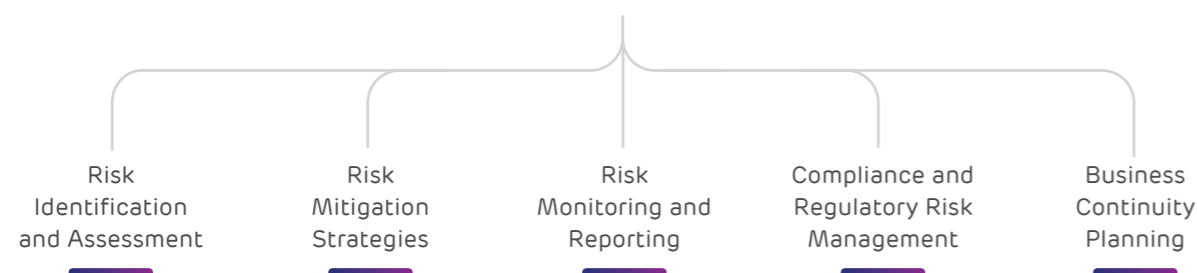 Risk
Identification
and Assessment
Risk
Mitigation
Strategies
Risk
Monitoring and
Reporting
Compliance and
Regulatory Risk
Management
Business
Continuity
Planning